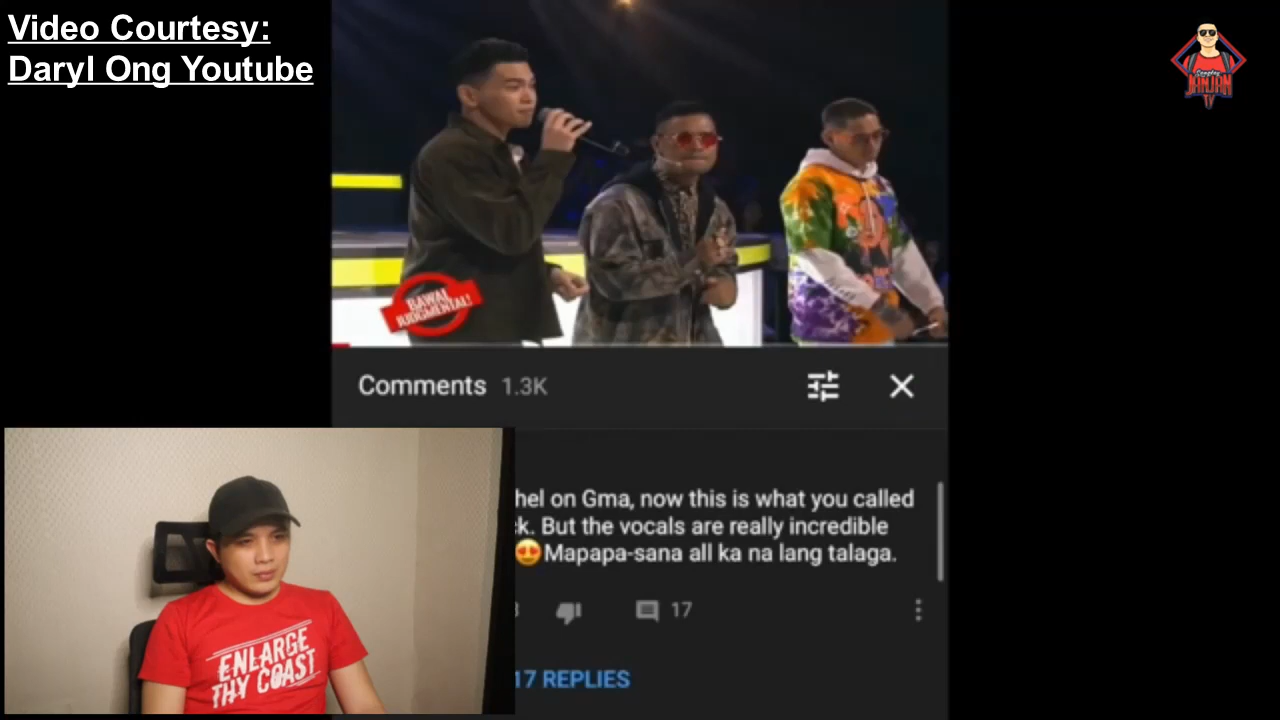 Video Courtesy:
Daryl Ong Youtube
JANJAN
TV
BAWAL
JUDGMENTAL!
Comments 1.3K
hel on Gma, now this is what you called
k. But the vocals are really incredible
😍Mapapa-sana all ka na lang talaga.
17
17 REPLIES
ENLARGE
THY COAST